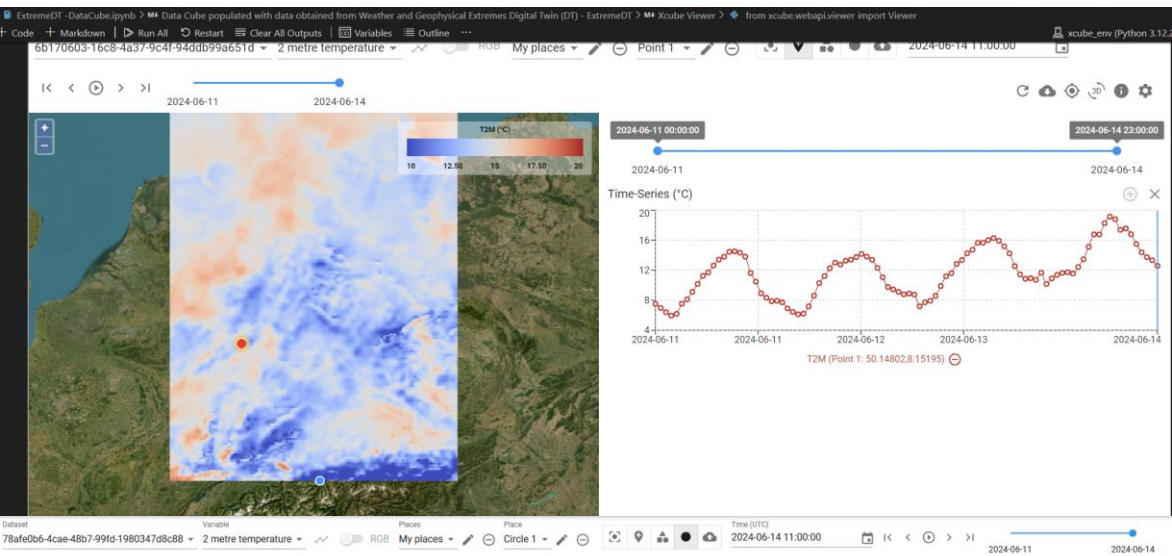 ExtremeDT -DataCube.ipynb > M↓ Data Cube populated with data obtained from Weather and Geophysical Extremes Digital Twin (DT) - ExtremeDT > M↓ Xcube Viewer > from xcube.webapi.viewer import Viewer
+ Code + Markdown | Run All Restart Clear All Outputs | Variables Outline ··· xcube_env (Python 3.12.2
6b170603-16c8-4a37-9c4f-94ddb99a651d 2 metre temperature RGB My places Point 1 2024-06-14 11:00:00
2024-06-11 2024-06-14
3D
+
−
T2M (°C)
10 12.50 15 17.50 20
2024-06-11 00:00:00 2024-06-14 23:00:00
2024-06-11 2024-06-14
Time-Series (°C)
20
16
12
8
4
2024-06-11 2024-06-11 2024-06-12 2024-06-13 2024-06-14
T2M (Point 1: 50.14802,8.15195)
Dataset Variable Places Place Time (UTC)
78afe0b6-4cae-48b7-99fd-1980347d8c88 2 metre temperature RGB My places Circle 1 2024-06-14 11:00:00
2024-06-11 2024-06-14